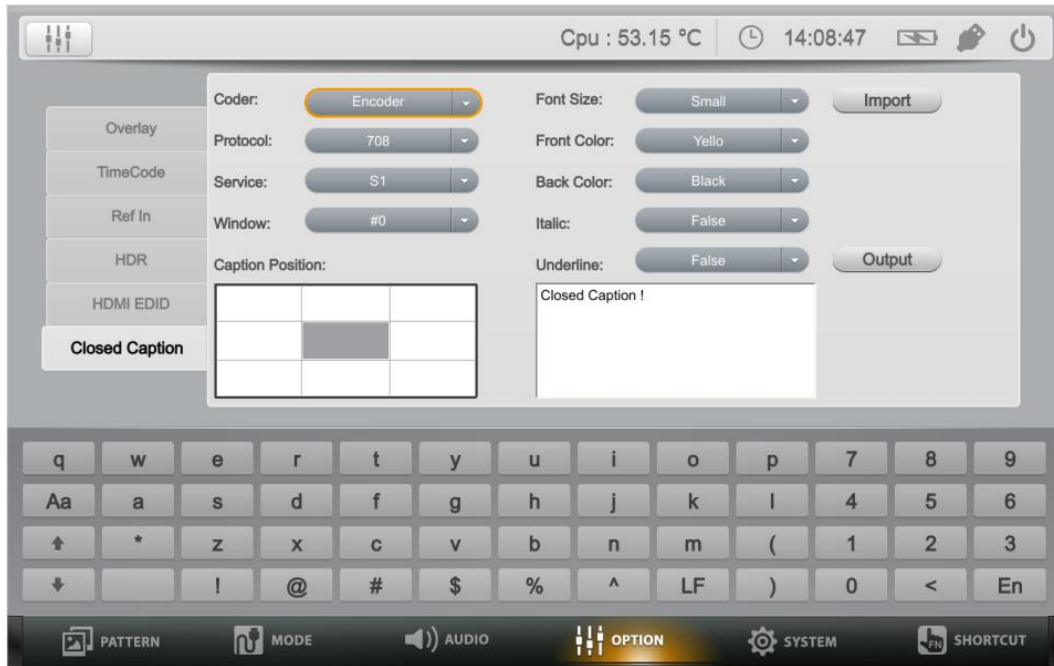 Cpu : 53.15 °C 14:08:47
Overlay
TimeCode
Ref In
HDR
HDMI EDID
Closed Caption
Coder: Encoder
Protocol: 708
Service: S1
Window: #0
Caption Position:
Font Size: Small
Front Color: Yello
Back Color: Black
Italic: False
Underline: False
Import
Output
Closed Caption !
q w e r t y u i o p 7 8 9
Aa a s d f g h j k l 4 5 6
* z x c v b n m ( 1 2 3
! @ # $ % ^ LF ) 0 < En
PATTERN MODE AUDIO OPTION SYSTEM FN SHORTCUT